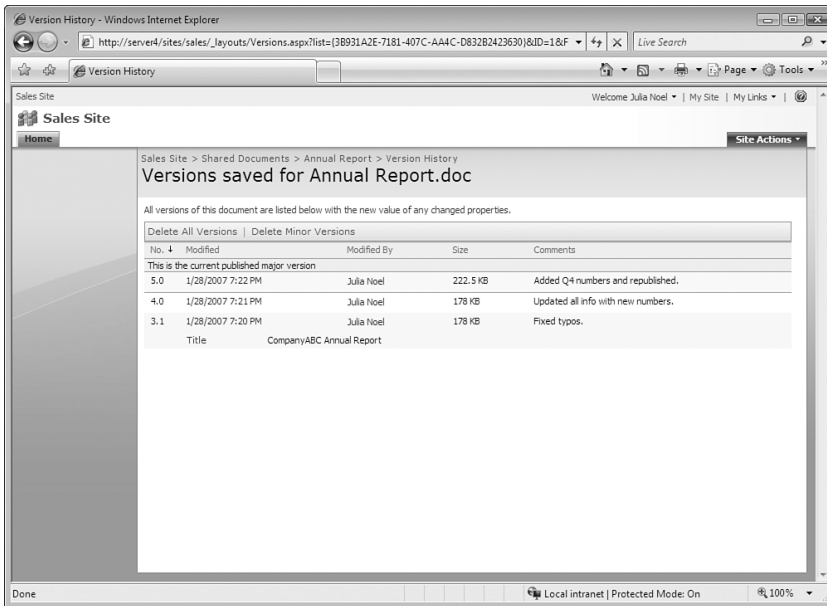 Version History - Windows Internet Explorer
http://server4/sites/sales/_layouts/Versions.aspx?list={3B931A2E-7181-407C-AA4C-D832B2423630}&ID=1&F
Live Search
Version History
Page
Tools
Sales Site
Welcome Julia Noel | My Site | My Links
Sales Site
Home
Site Actions
Sales Site > Shared Documents > Annual Report > Version History
Versions saved for Annual Report.doc
All versions of this document are listed below with the new value of any changed properties.
Delete All Versions | Delete Minor Versions
No. Modified Modified By Size Comments
This is the current published major version
5.0 1/28/2007 7:22 PM Julia Noel 222.5 KB Added Q4 numbers and republished.
4.0 1/28/2007 7:21 PM Julia Noel 178 KB Updated all info with new numbers.
3.1 1/28/2007 7:20 PM Julia Noel 178 KB Fixed typos.
Title CompanyABC Annual Report
Done
Local intranet | Protected Mode: On
100%